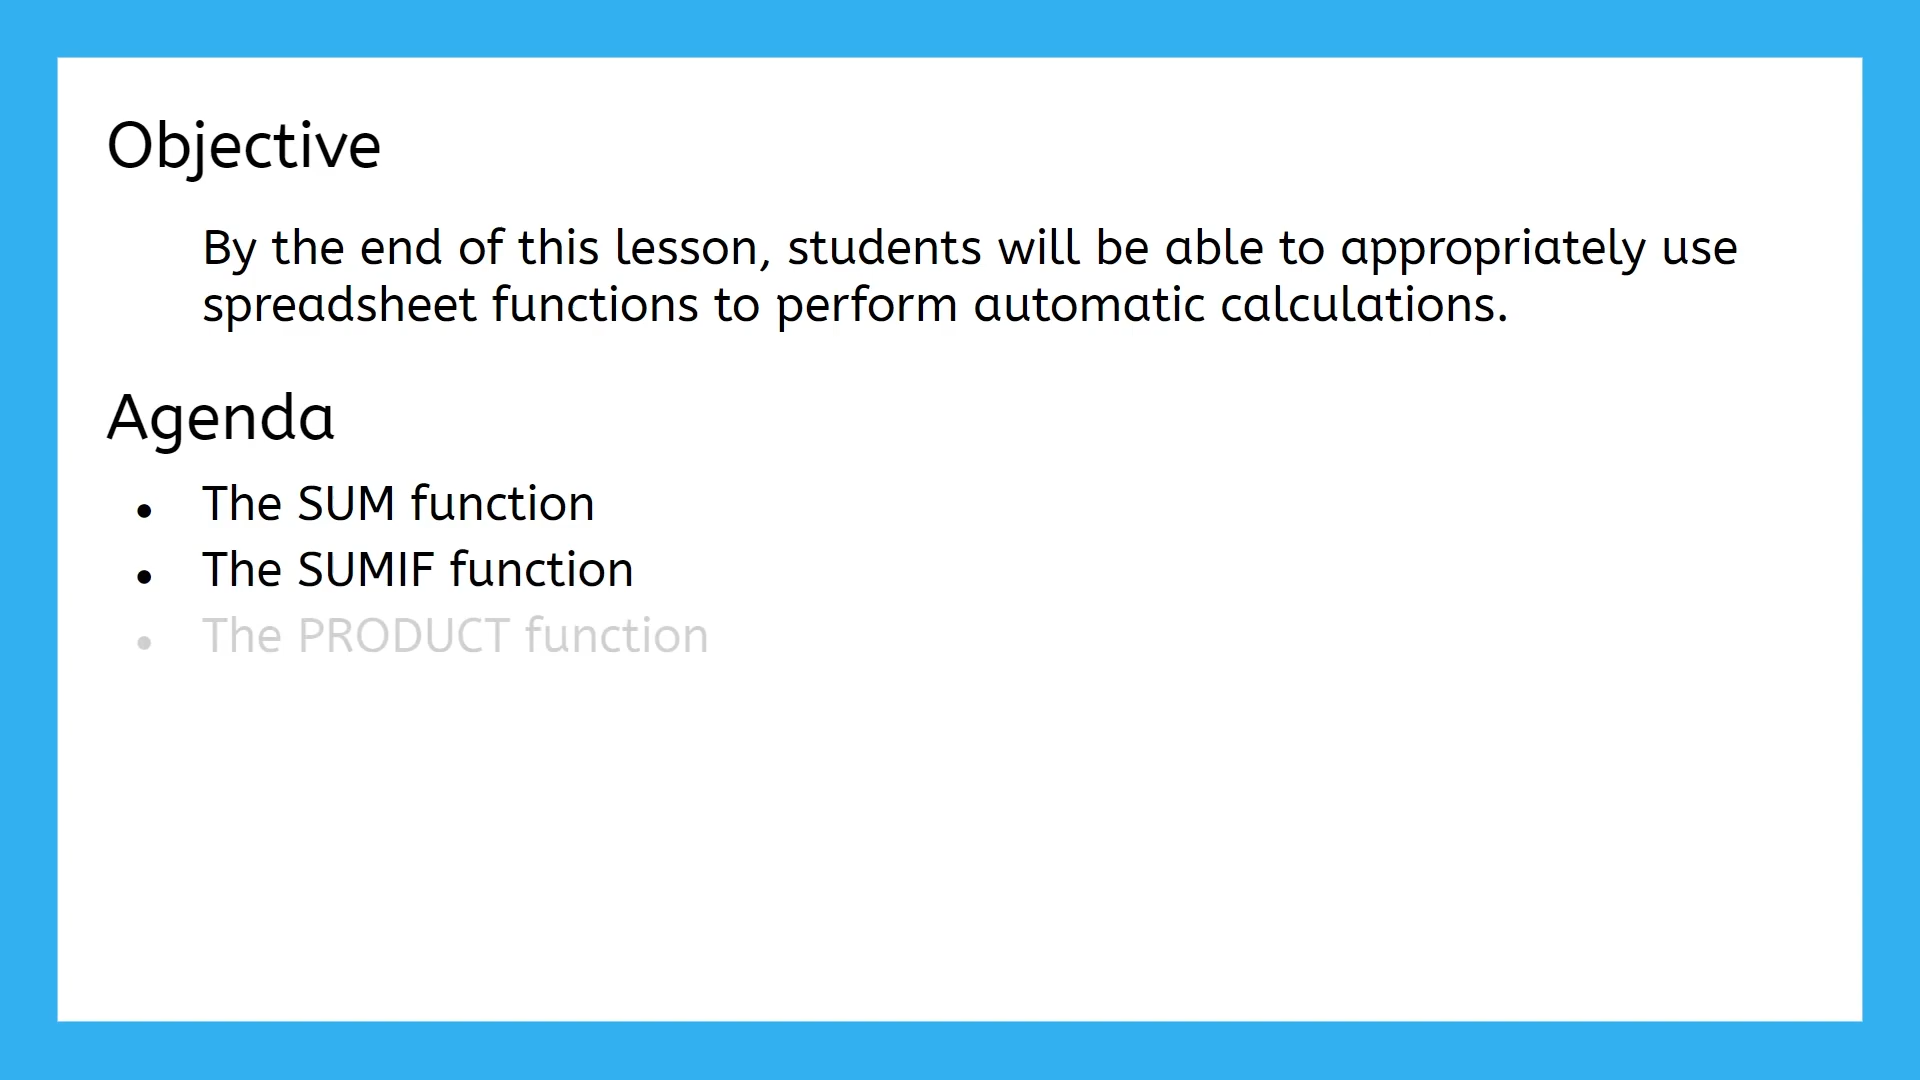 Objective
By the end of this lesson, students will be able to appropriately use
spreadsheet functions to perform automatic calculations.
Agenda
• The SUM function
• The SUMIF function
• The PRODUCT function